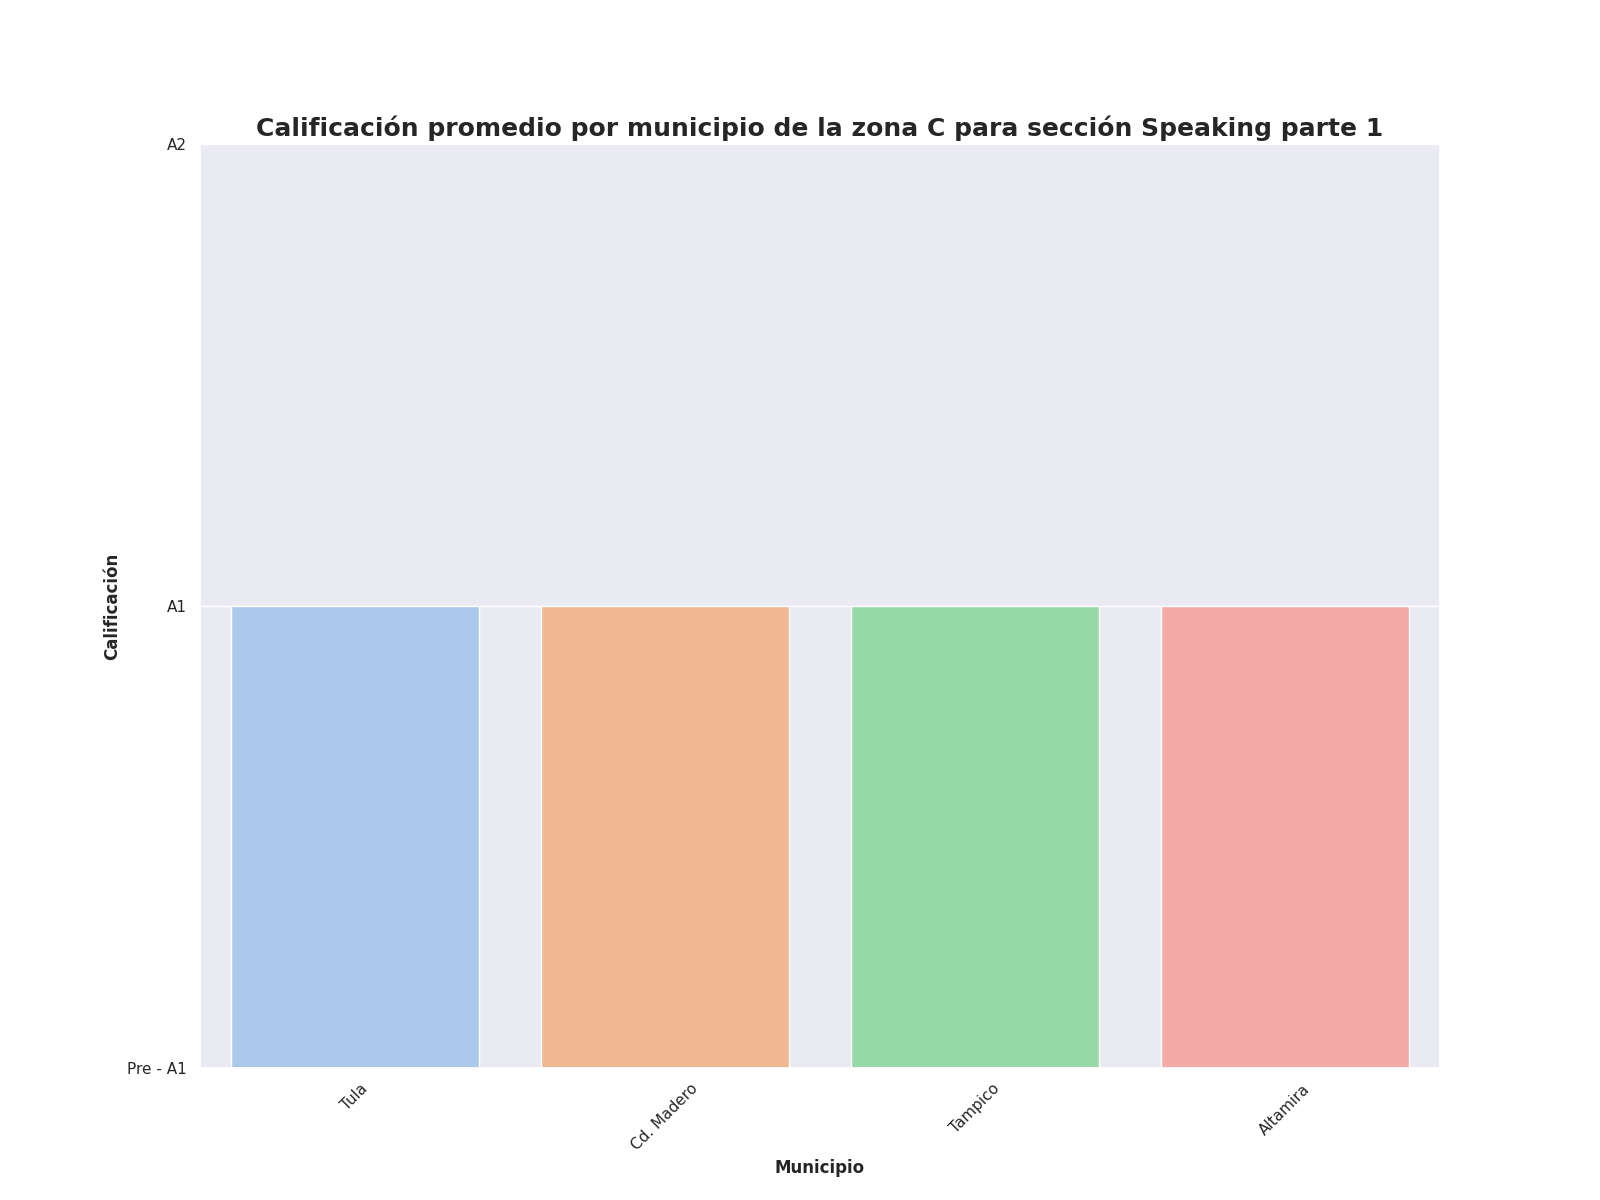 Calificación promedio por municipio de la zona C para sección Speaking parte 1
A2
A1
Pre - A1
Calificación
Tula
Cd. Madero
Tampico
Altamira
Municipio